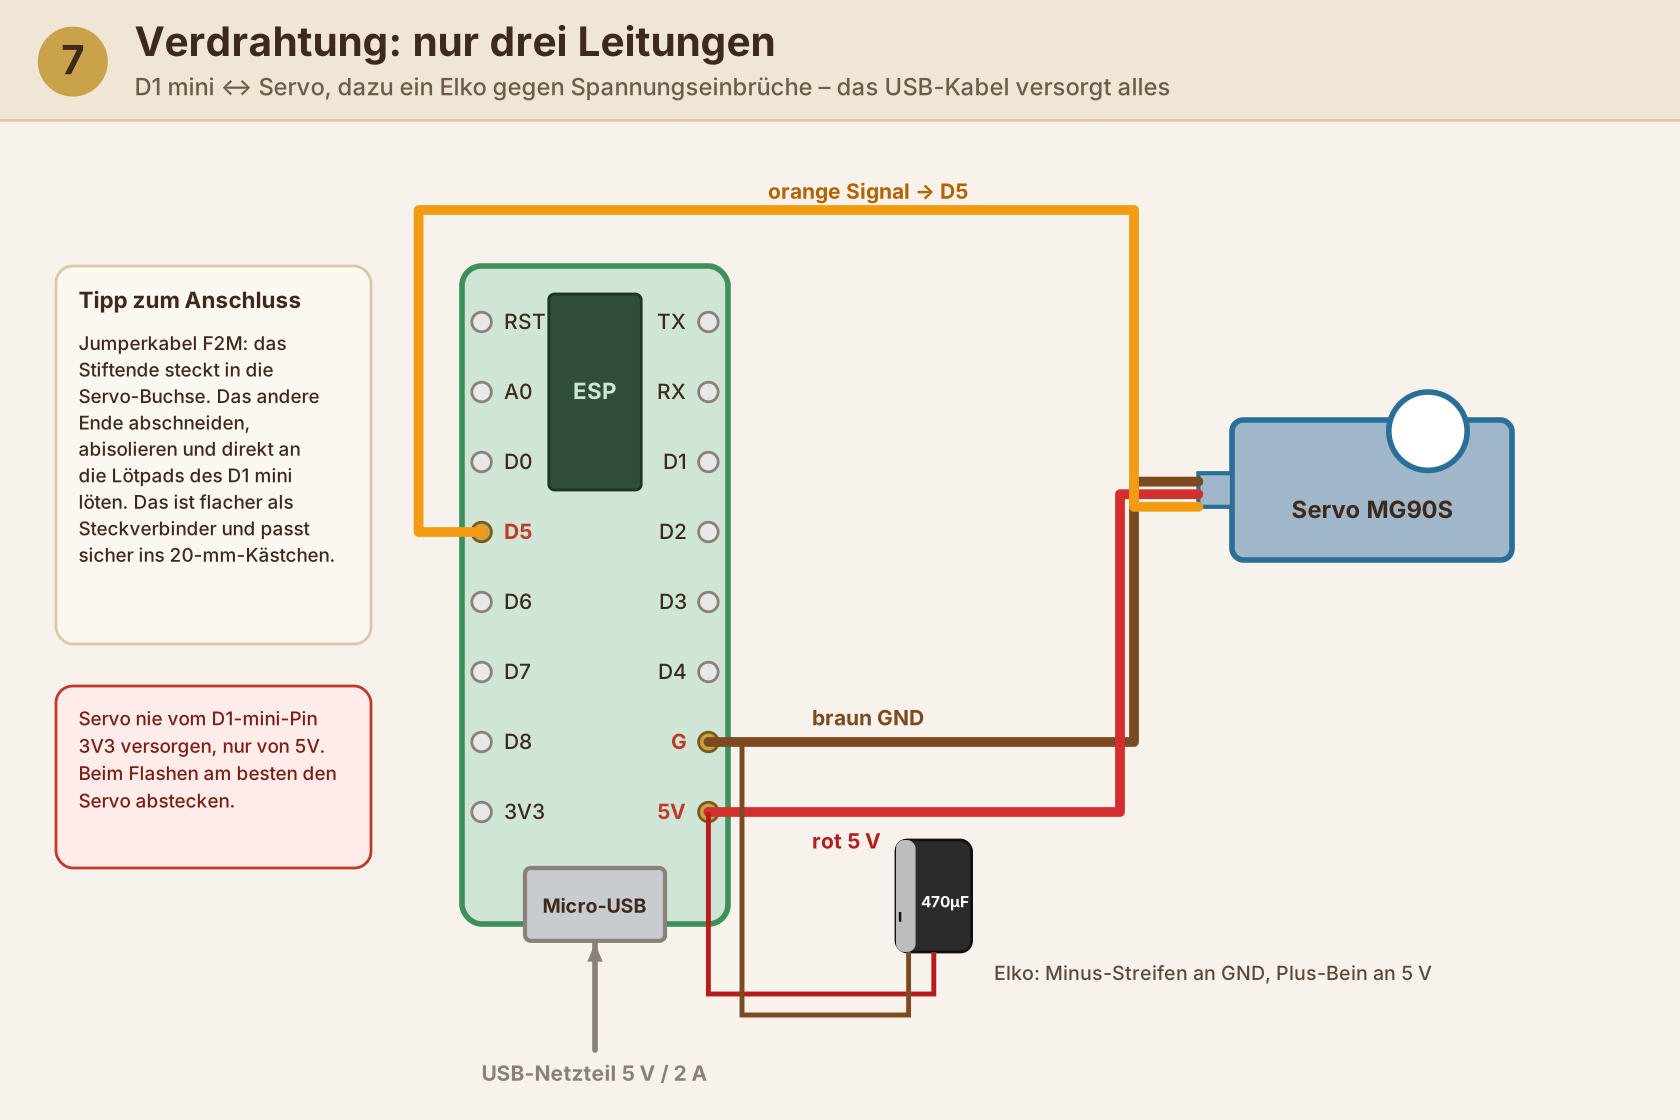 7
Verdrahtung: nur drei Leitungen
D1 mini ↔ Servo, dazu ein Elko gegen Spannungseinbrüche – das USB-Kabel versorgt alles
orange Signal → D5
Tipp zum Anschluss
Jumperkabel F2M: das
Stiftende steckt in die
Servo-Buchse. Das andere
Ende abschneiden,
abisolieren und direkt an
die Lötpads des D1 mini
löten. Das ist flacher als
Steckverbinder und passt
sicher ins 20-mm-Kästchen.
Servo nie vom D1-mini-Pin
3V3 versorgen, nur von 5V.
Beim Flashen am besten den
Servo abstecken.
RST
TX
ESP
A0
RX
D0
D1
D5
D2
D6
D3
D7
D4
D8
G
3V3
5V
Micro-USB
USB-Netzteil 5 V / 2 A
braun GND
rot 5 V
470µF
Elko: Minus-Streifen an GND, Plus-Bein an 5 V
Servo MG90S